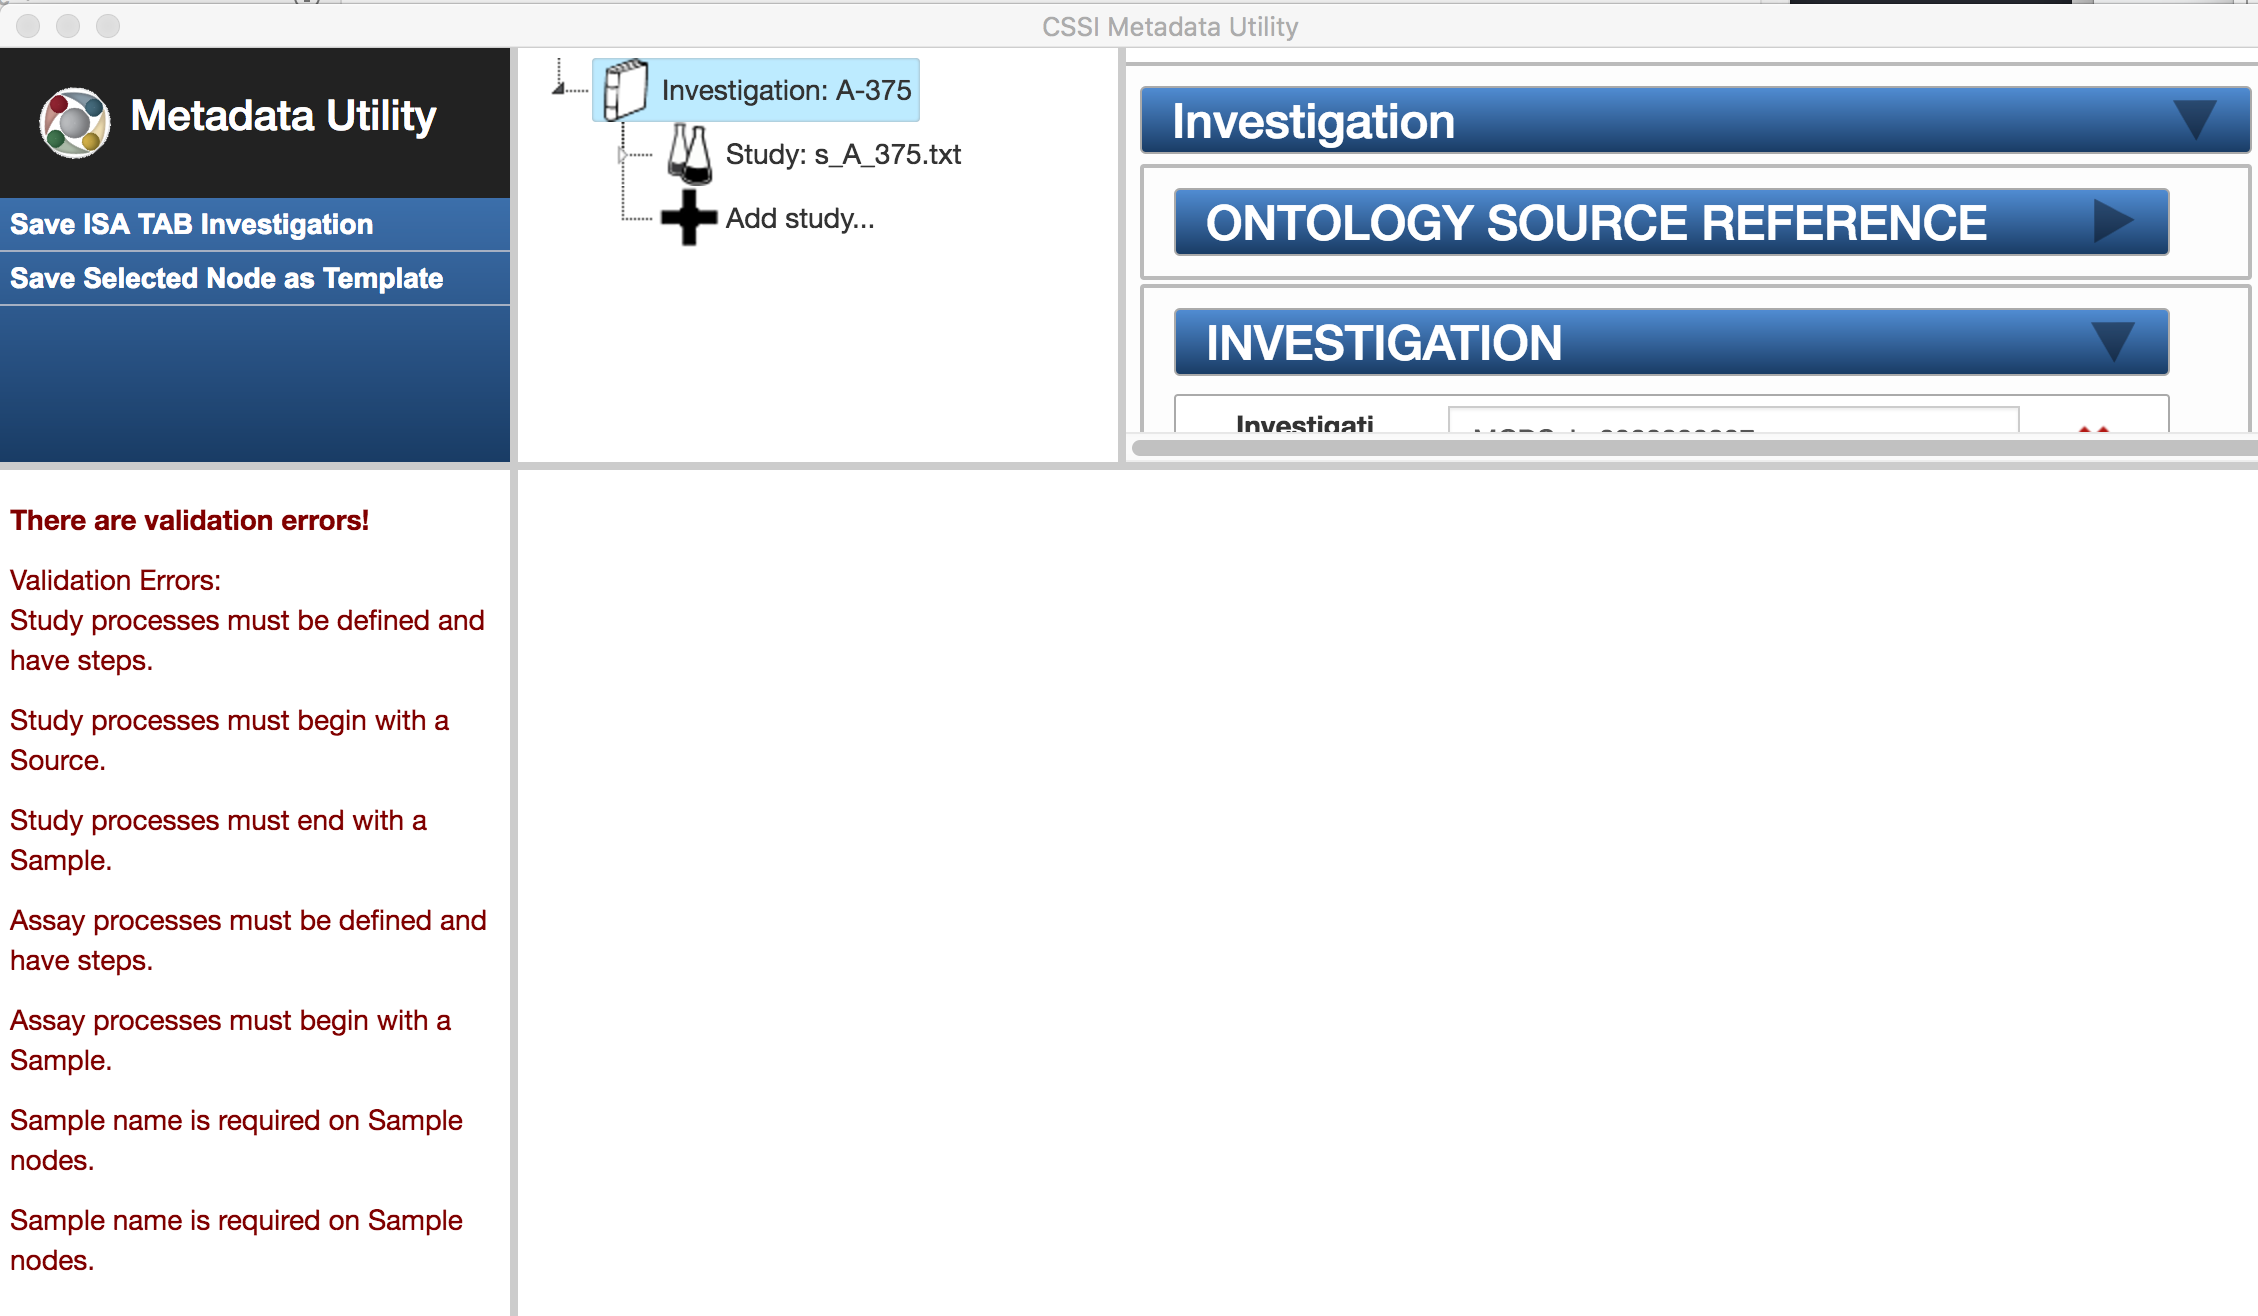 CSSI Metadata Utility
Metadata Utility
Save ISA TAB Investigation
Save Selected Node as Template
Investigation: A-375
Study: s_A_375.txt
Add study...
Investigation
ONTOLOGY SOURCE REFERENCE
INVESTIGATION
Investigati
There are validation errors!
Validation Errors:
Study processes must be defined and
have steps.
Study processes must begin with a
Source.
Study processes must end with a
Sample.
Assay processes must be defined and
have steps.
Assay processes must begin with a
Sample.
Sample name is required on Sample
nodes.
Sample name is required on Sample
nodes.